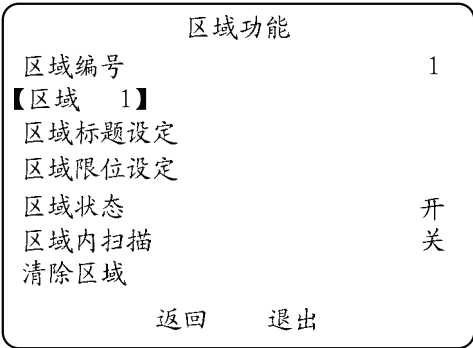 区域功能
区域编号 1
【区域 1】
区域标题设定
区域限位设定
区域状态 开
区域内扫描 关
清除区域
返回 退出